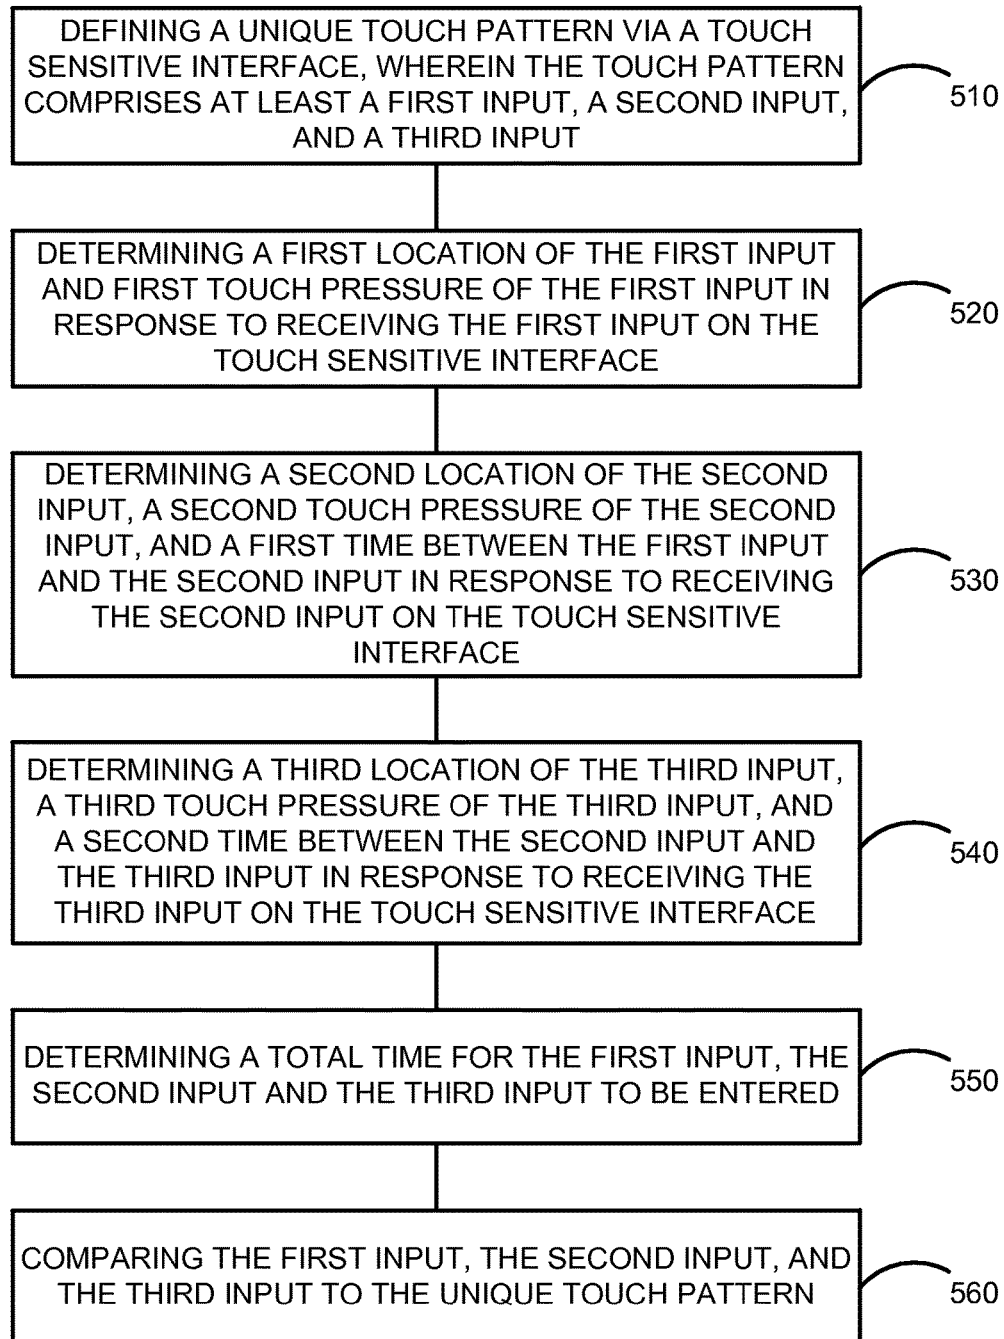 DEFINING A UNIQUE TOUCH PATTERN VIA A TOUCH
SENSITIVE INTERFACE, WHEREIN THE TOUCH PATTERN
COMPRISES AT LEAST A FIRST INPUT, A SECOND INPUT,
AND A THIRD INPUT
510
DETERMINING A FIRST LOCATION OF THE FIRST INPUT
AND FIRST TOUCH PRESSURE OF THE FIRST INPUT IN
RESPONSE TO RECEIVING THE FIRST INPUT ON THE
TOUCH SENSITIVE INTERFACE
520
DETERMINING A SECOND LOCATION OF THE SECOND
INPUT, A SECOND TOUCH PRESSURE OF THE SECOND
INPUT, AND A FIRST TIME BETWEEN THE FIRST INPUT
AND THE SECOND INPUT IN RESPONSE TO RECEIVING
THE SECOND INPUT ON THE TOUCH SENSITIVE
INTERFACE
530
DETERMINING A THIRD LOCATION OF THE THIRD INPUT,
A THIRD TOUCH PRESSURE OF THE THIRD INPUT, AND
A SECOND TIME BETWEEN THE SECOND INPUT AND
THE THIRD INPUT IN RESPONSE TO RECEIVING THE
THIRD INPUT ON THE TOUCH SENSITIVE INTERFACE
540
DETERMINING A TOTAL TIME FOR THE FIRST INPUT, THE
SECOND INPUT AND THE THIRD INPUT TO BE ENTERED
550
COMPARING THE FIRST INPUT, THE SECOND INPUT, AND
THE THIRD INPUT TO THE UNIQUE TOUCH PATTERN
560